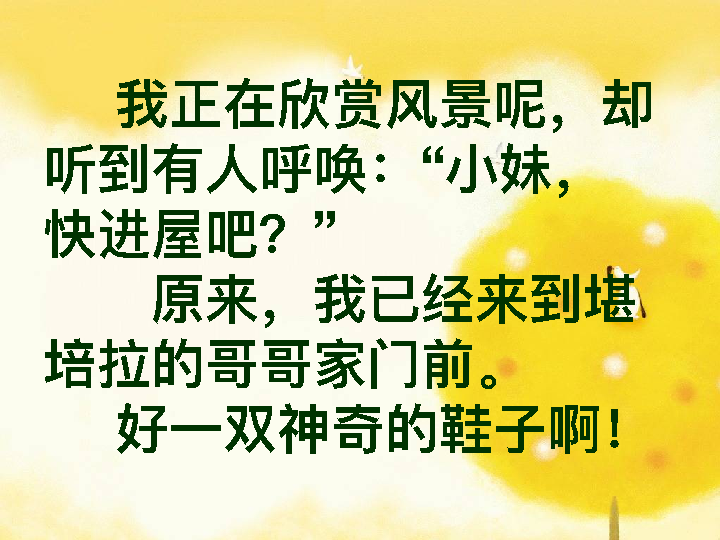 我正在欣赏风景呢，却
听到有人呼唤：“小妹，
快进屋吧？”
原来，我已经来到堪
培拉的哥哥家门前。
好一双神奇的鞋子啊！